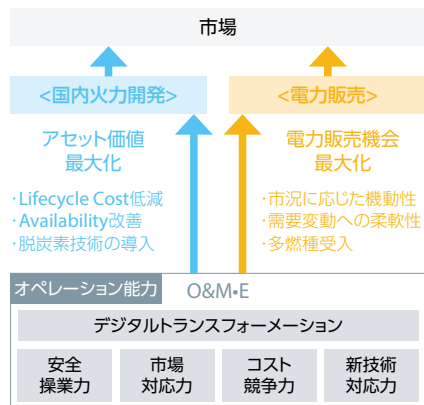 市場
<国内火力開発>
<電力販売>
アセット価値
最大化
電力販売機会
最大化
・Lifecycle Cost低減
・Availability改善
・脱炭素技術の導入
・市況に応じた機動性
・需要変動への柔軟性
・多燃種受入
オペレーション能力
O&M・E
デジタルトランスフォーメーション
安全
操業力
市場
対応力
コスト
競争力
新技術
対応力